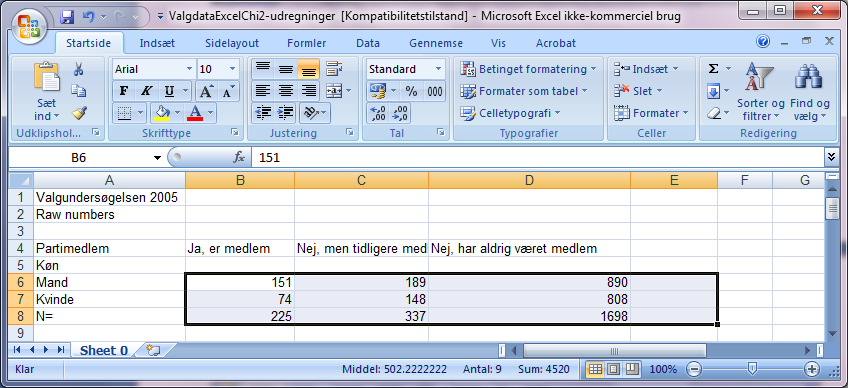 ValgdataExcelChi2-udregninger [Kompatibilitetstilstand] - Microsoft Excel ikke-kommerciel brug
Startside Indsæt Sidelayout Formler Data Gennemse Vis Acrobat
Sæt ind
Arial 10
F K U A A
A
Standard
% 000
,00 ,0
,0 ,00
Betinget formatering
Formater som tabel
Celletypografi
Indsæt
Slet
Formater
Σ
Sorter og filtrer
Find og vælg
Udklipshol... Skrifttype Justering Tal Typografier Celler Redigering
B6 fx 151
A B C D E F G
1 Valgundersøgelsen 2005
2 Raw numbers
3
4 Partimedlem Ja, er medlem Nej, men tidligere med Nej, har aldrig været medlem
5 Køn
6 Mand 151 189 890
7 Kvinde 74 148 808
8 N= 225 337 1698
9
Sheet 0
Klar Middel: 502.2222222 Antal: 9 Sum: 4520 100%